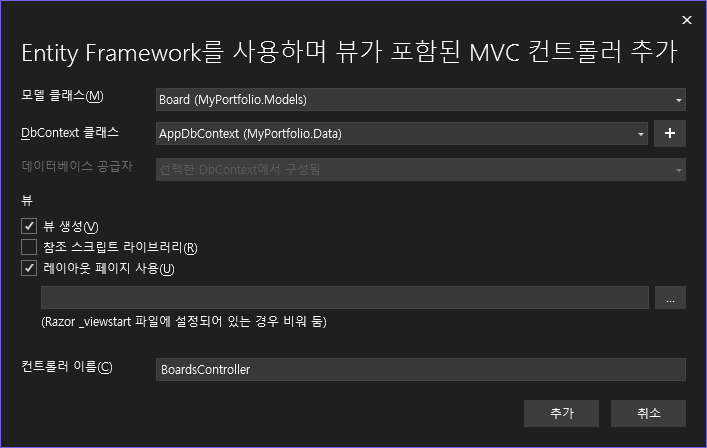 Entity Framework를 사용하며 뷰가 포함된 MVC 컨트롤러 추가
모델 클래스(M)
Board (MyPortfolio.Models)
DbContext 클래스
AppDbContext (MyPortfolio.Data)
데이터베이스 공급자
선택한 DbContext에서 구성됨
뷰
뷰 생성(V)
참조 스크립트 라이브러리(R)
레이아웃 페이지 사용(U)
...
(Razor _viewstart 파일에 설정되어 있는 경우 비워 둠)
컨트롤러 이름(C)
BoardsController
추가
취소